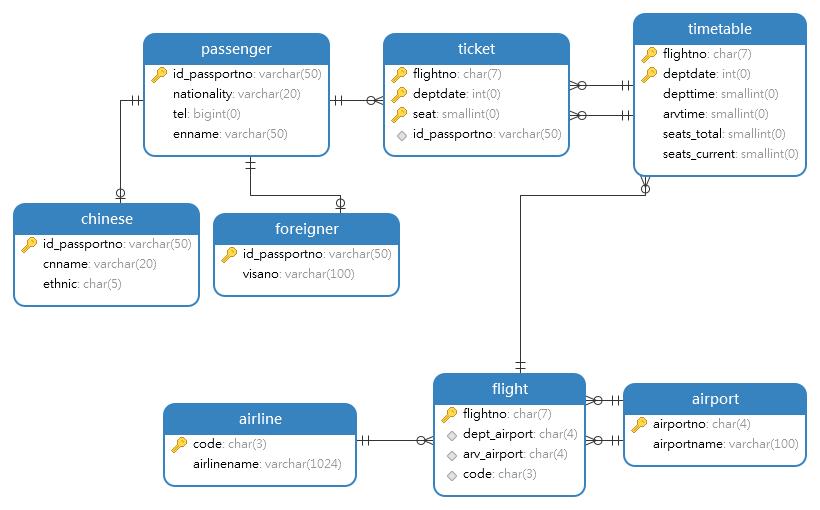 passenger
id_passportno: varchar(50)
nationality: varchar(20)
tel: bigint(0)
enname: varchar(50)
ticket
flightno: char(7)
deptdate: int(0)
seat: smallint(0)
id_passportno: varchar(50)
timetable
flightno: char(7)
deptdate: int(0)
depttime: smallint(0)
arvtime: smallint(0)
seats_total: smallint(0)
seats_current: smallint(0)
chinese
id_passportno: varchar(50)
cnname: varchar(20)
ethnic: char(5)
foreigner
id_passportno: varchar(50)
visano: varchar(100)
airline
code: char(3)
airlinename: varchar(1024)
flight
flightno: char(7)
dept_airport: char(4)
arv_airport: char(4)
code: char(3)
airport
airportno: char(4)
airportname: varchar(100)